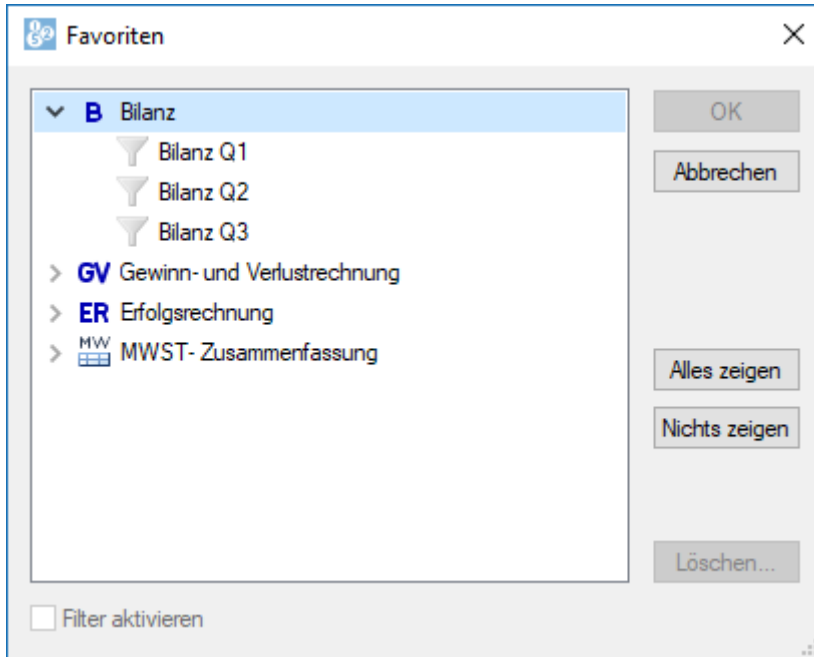 Favoriten
B Bilanz
OK
Bilanz Q1
Abbrechen
Bilanz Q2
Bilanz Q3
GV Gewinn- und Verlustrechnung
ER Erfolgsrechnung
MW MWST- Zusammenfassung
Alles zeigen
Nichts zeigen
Löschen...
Filter aktivieren